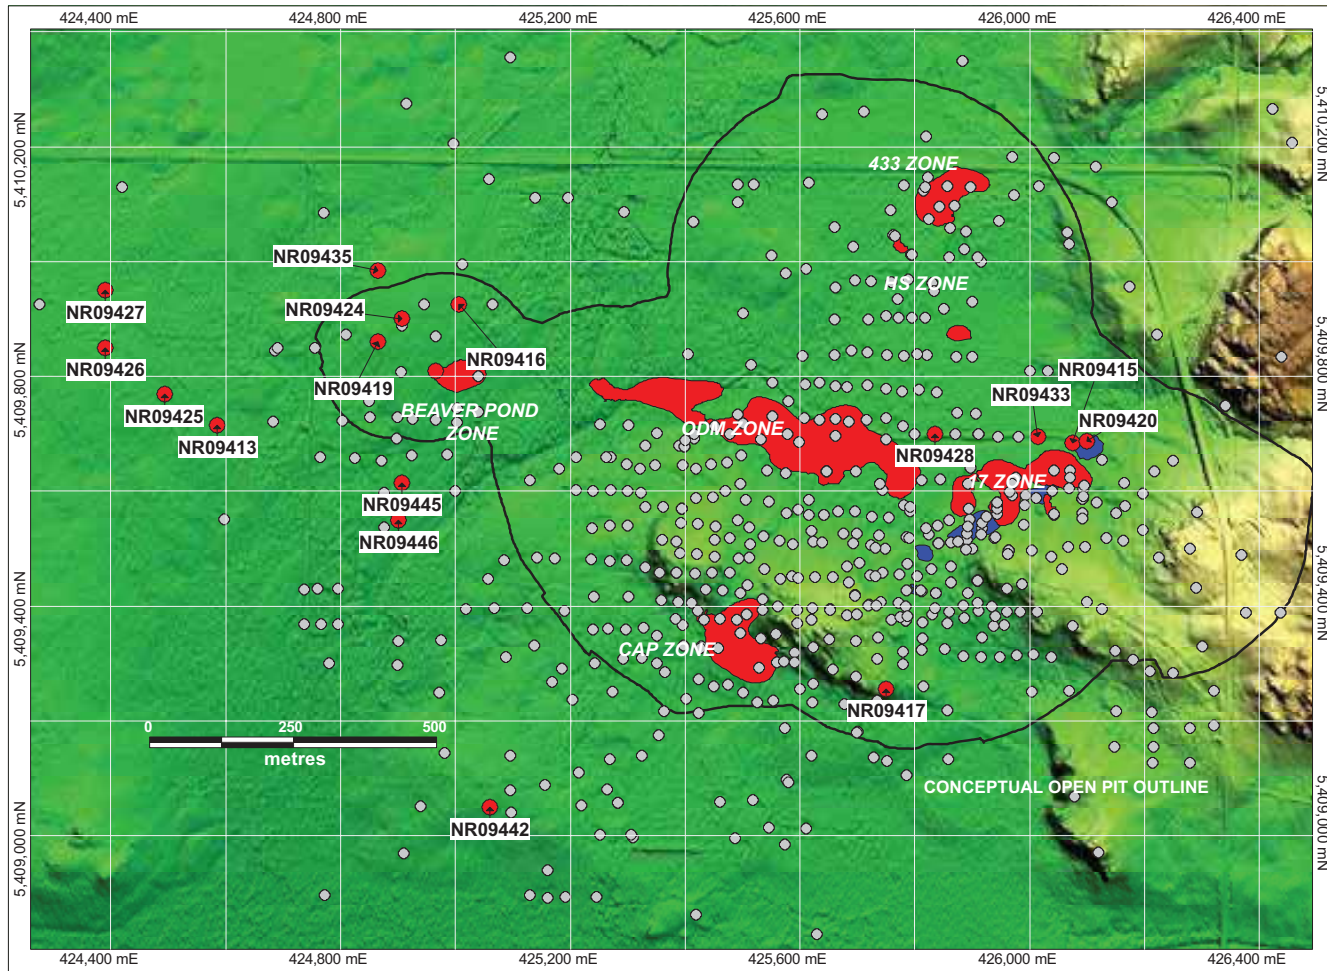 424,400 mE
424,800 mE
425,200 mE
425,600 mE
426,000 mE
426,400 mE
5,410,200 mN
5,410,200 mN
433 ZONE
NR09435
HS ZONE
NR09427
NR09424
NR09416
NR09426
NR09419
NR09415
5,409,800 mN
5,409,800 mN
NR09433
NR09420
NR09425
BEAVER POND
ZONE
ODM ZONE
NR09413
NR09428
17 ZONE
NR09445
NR09446
5,409,400 mN
5,409,400 mN
CAP ZONE
NR09417
0
250
500
metres
CONCEPTUAL OPEN PIT OUTLINE
NR09442
5,409,000 mN
5,409,000 mN
424,400 mE
424,800 mE
425,200 mE
425,600 mE
426,000 mE
426,400 mE